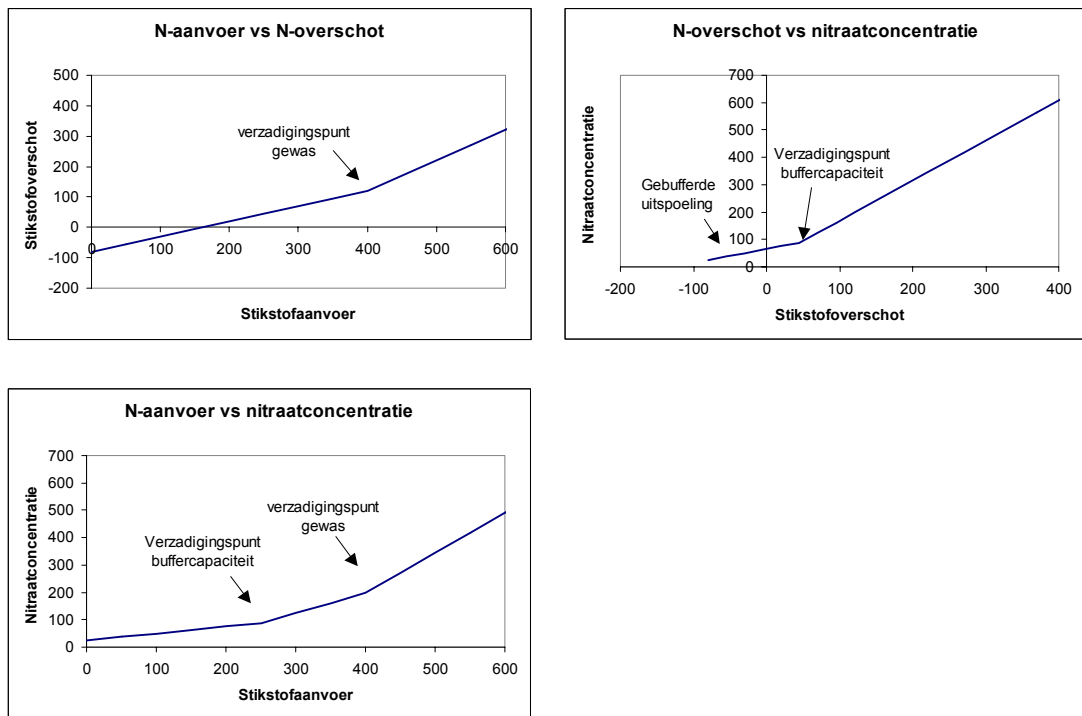 N-aanvoer vs N-overschot
500
400
300
200
100
0
-100
-200
0 100 200 300 400 500 600
Stikstofoverschot
Stikstofaanvoer
verzadigingspunt
gewas
N-overschot vs nitraatconcentratie
700
600
500
400
300
200
100
0
-200 -100 0 100 200 300 400
Nitraatconcentratie
Stikstofoverschot
Gebufferde
uitspoeling
Verzadigingspunt
buffercapaciteit
N-aanvoer vs nitraatconcentratie
700
600
500
400
300
200
100
0
0 100 200 300 400 500 600
Nitraatconcentratie
Stikstofaanvoer
Verzadigingspunt
buffercapaciteit
verzadigingspunt
gewas